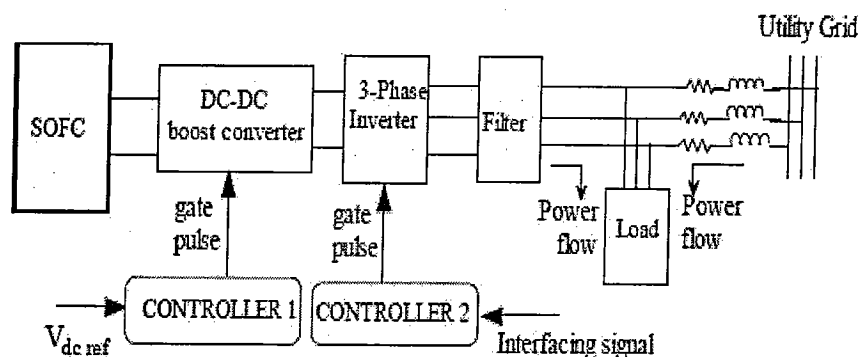 Utility Grid
SOFC
DC-DC
boost converter
3-Phase
Inverter
Filter
gate
pulse
gate
pulse
Power
flow
Load
Power
flow
CONTROLLER 1
CONTROLLER 2
V dc ref
Interfacing signal